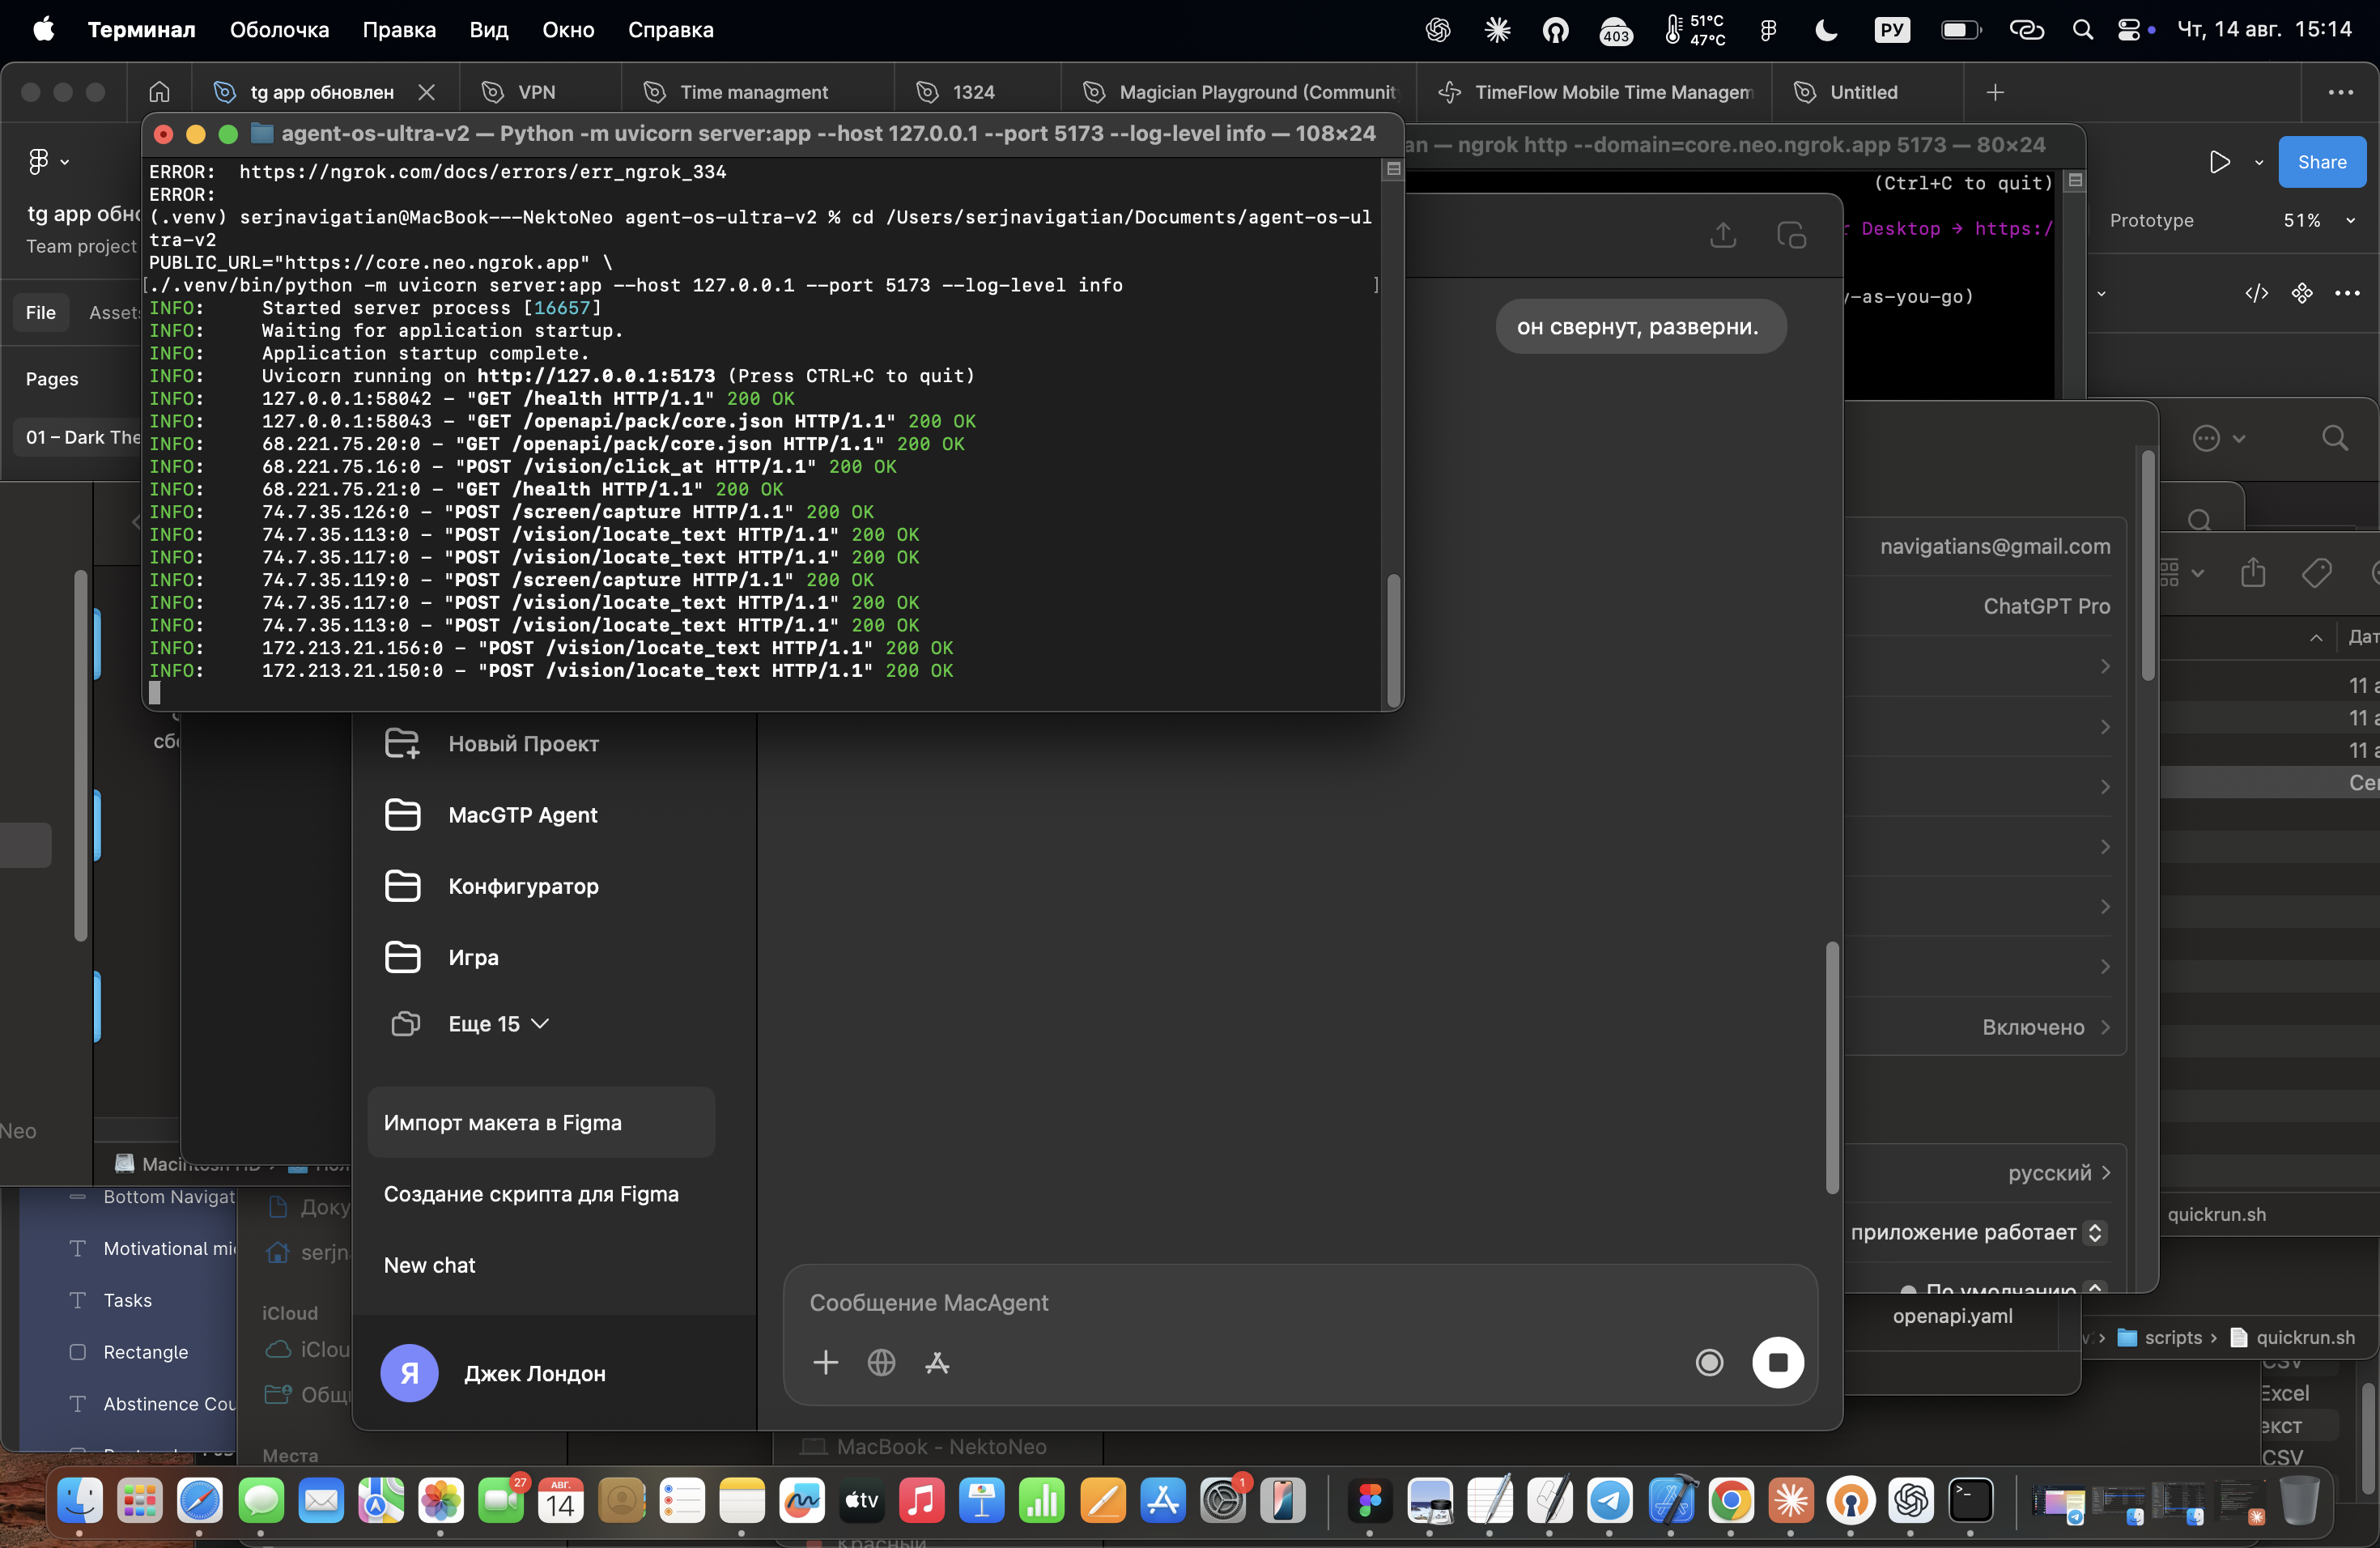 Терминал Оболочка Правка Вид Окно Справка
403 51°C 47°C РУ Чт, 14 авг. 15:14
tg app обновлен VPN Time managment 1324 Magician Playground (Communit TimeFlow Mobile Time Managem Untitled
agent-os-ultra-v2 — Python -m uvicorn server:app --host 127.0.0.1 --port 5173 --log-level info — 108×24
an — ngrok http --domain=core.neo.ngrok.app 5173 — 80×24
Share
tg app обно
Team project
Prototype 51%
File Assets
Pages
01 – Dark The
(Ctrl+C to quit)
r Desktop → https:/
y-as-you-go)
ERROR: https://ngrok.com/docs/errors/err_ngrok_334
ERROR:
(.venv) serjnavigatian@MacBook---NektoNeo agent-os-ultra-v2 % cd /Users/serjnavigatian/Documents/agent-os-ul
tra-v2
PUBLIC_URL="https://core.neo.ngrok.app" \
[./.venv/bin/python -m uvicorn server:app --host 127.0.0.1 --port 5173 --log-level info ]
INFO: Started server process [16657]
INFO: Waiting for application startup.
INFO: Application startup complete.
INFO: Uvicorn running on http://127.0.0.1:5173 (Press CTRL+C to quit)
INFO: 127.0.0.1:58042 – "GET /health HTTP/1.1" 200 OK
INFO: 127.0.0.1:58043 – "GET /openapi/pack/core.json HTTP/1.1" 200 OK
INFO: 68.221.75.20:0 – "GET /openapi/pack/core.json HTTP/1.1" 200 OK
INFO: 68.221.75.16:0 – "POST /vision/click_at HTTP/1.1" 200 OK
INFO: 68.221.75.21:0 – "GET /health HTTP/1.1" 200 OK
INFO: 74.7.35.126:0 – "POST /screen/capture HTTP/1.1" 200 OK
INFO: 74.7.35.113:0 – "POST /vision/locate_text HTTP/1.1" 200 OK
INFO: 74.7.35.117:0 – "POST /vision/locate_text HTTP/1.1" 200 OK
INFO: 74.7.35.119:0 – "POST /screen/capture HTTP/1.1" 200 OK
INFO: 74.7.35.117:0 – "POST /vision/locate_text HTTP/1.1" 200 OK
INFO: 74.7.35.113:0 – "POST /vision/locate_text HTTP/1.1" 200 OK
INFO: 172.213.21.156:0 – "POST /vision/locate_text HTTP/1.1" 200 OK
INFO: 172.213.21.150:0 – "POST /vision/locate_text HTTP/1.1" 200 OK
он свернут, разверни.
navigatians@gmail.com
ChatGPT Pro
Включено
русский
приложение работает
По умолчанию
openapi.yaml
Дат
11 а
11 а
11 а
Сег
quickrun.sh
scripts › quickrun.sh
CSV
Excel
екст
CSV
Новый Проект
MacGTP Agent
Конфигуратор
Игра
Еще 15
Импорт макета в Figma
Создание скрипта для Figma
New chat
Я Джек Лондон
Сообщение MacAgent
Neo
Bottom Navigat
Motivational mi
Tasks
Rectangle
Abstinence Cou
Доку
serjn
iCloud
iClou
Общ
Места
MacBook - NektoNeo
Красный
27
АВГ.
14
tv
1